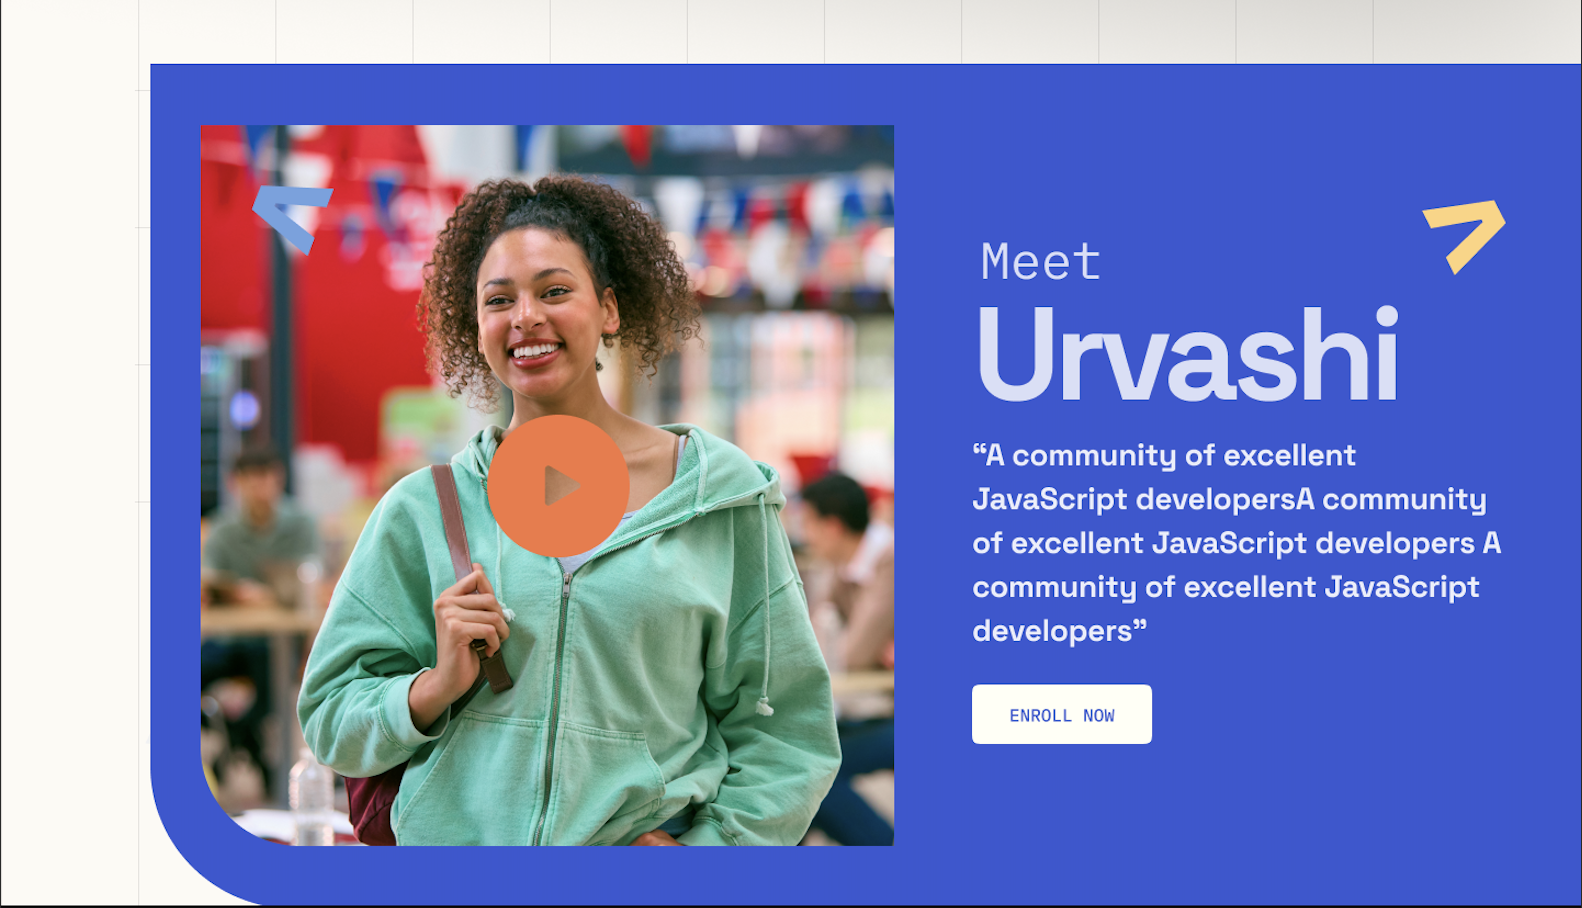 Meet
Urvashi
“A community of excellent
JavaScript developersA community
of excellent JavaScript developers A
community of excellent JavaScript
developers”
ENROLL NOW